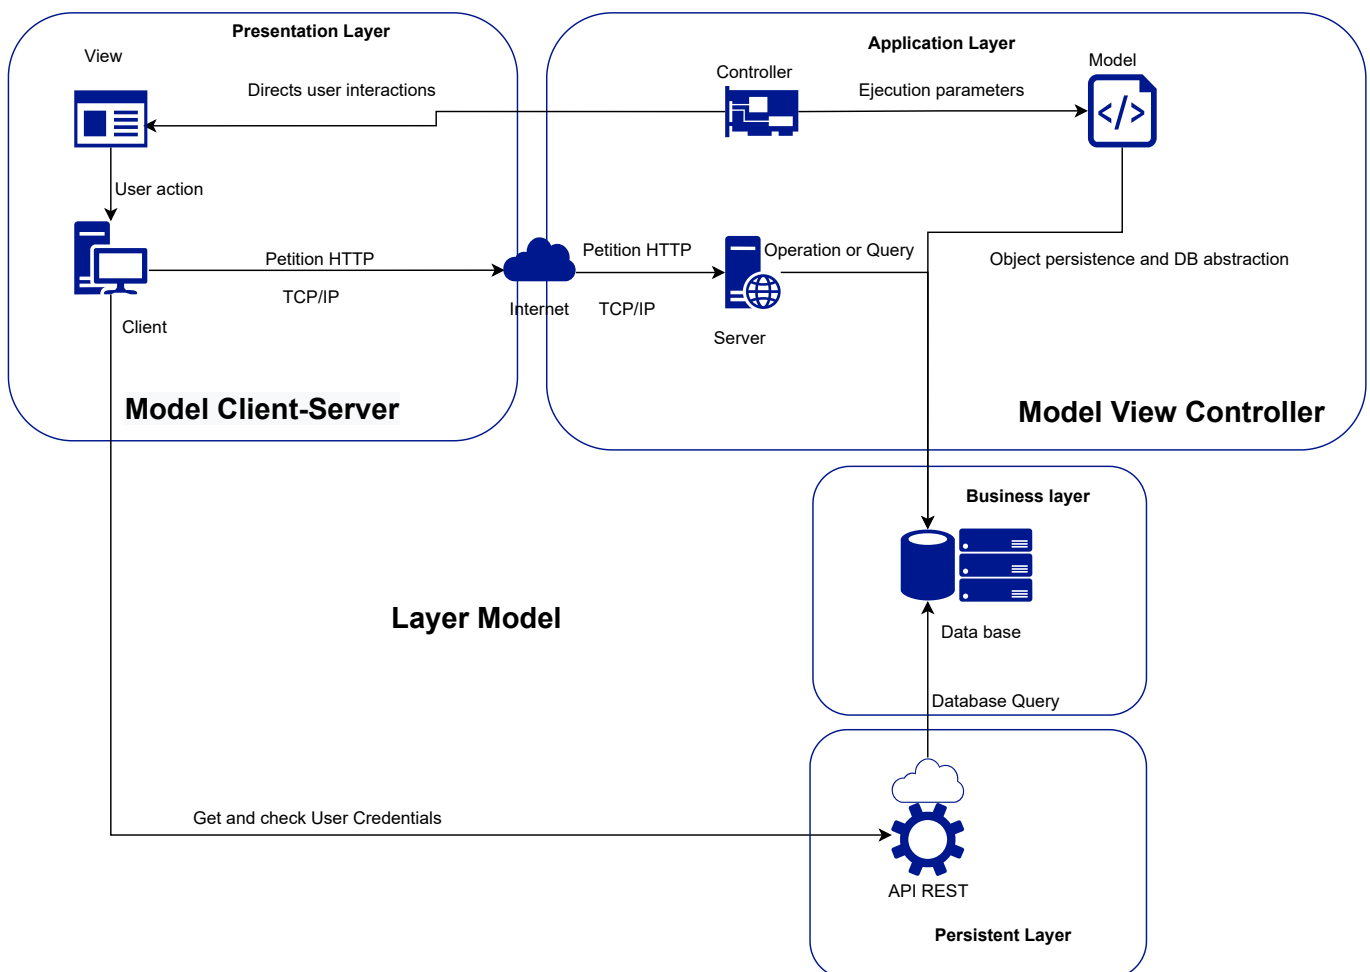 Presentation Layer
Application Layer
View
Controller
Model
Directs user interactions
Ejecution parameters
User action
Petition HTTP
TCP/IP
Client
Internet
Petition HTTP
TCP/IP
Server
Operation or Query
Object persistence and DB abstraction
Model Client-Server
Model View Controller
Business layer
Layer Model
Data base
Database Query
Get and check User Credentials
API REST
Persistent Layer